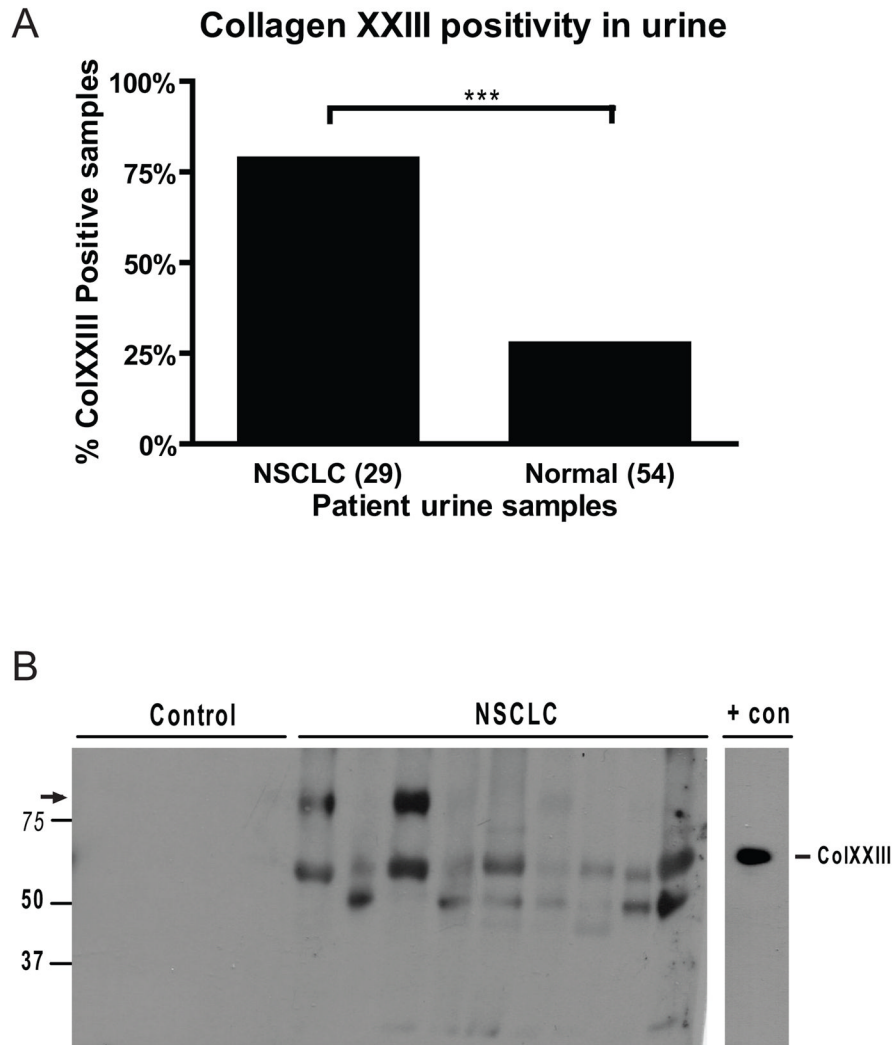 A
Collagen XXIII positivity in urine
% ColXXIII Positive samples
100%
75%
50%
25%
0%
***
NSCLC (29) Normal (54)
Patient urine samples
B
Control NSCLC + con
75
50
37
ColXXIII